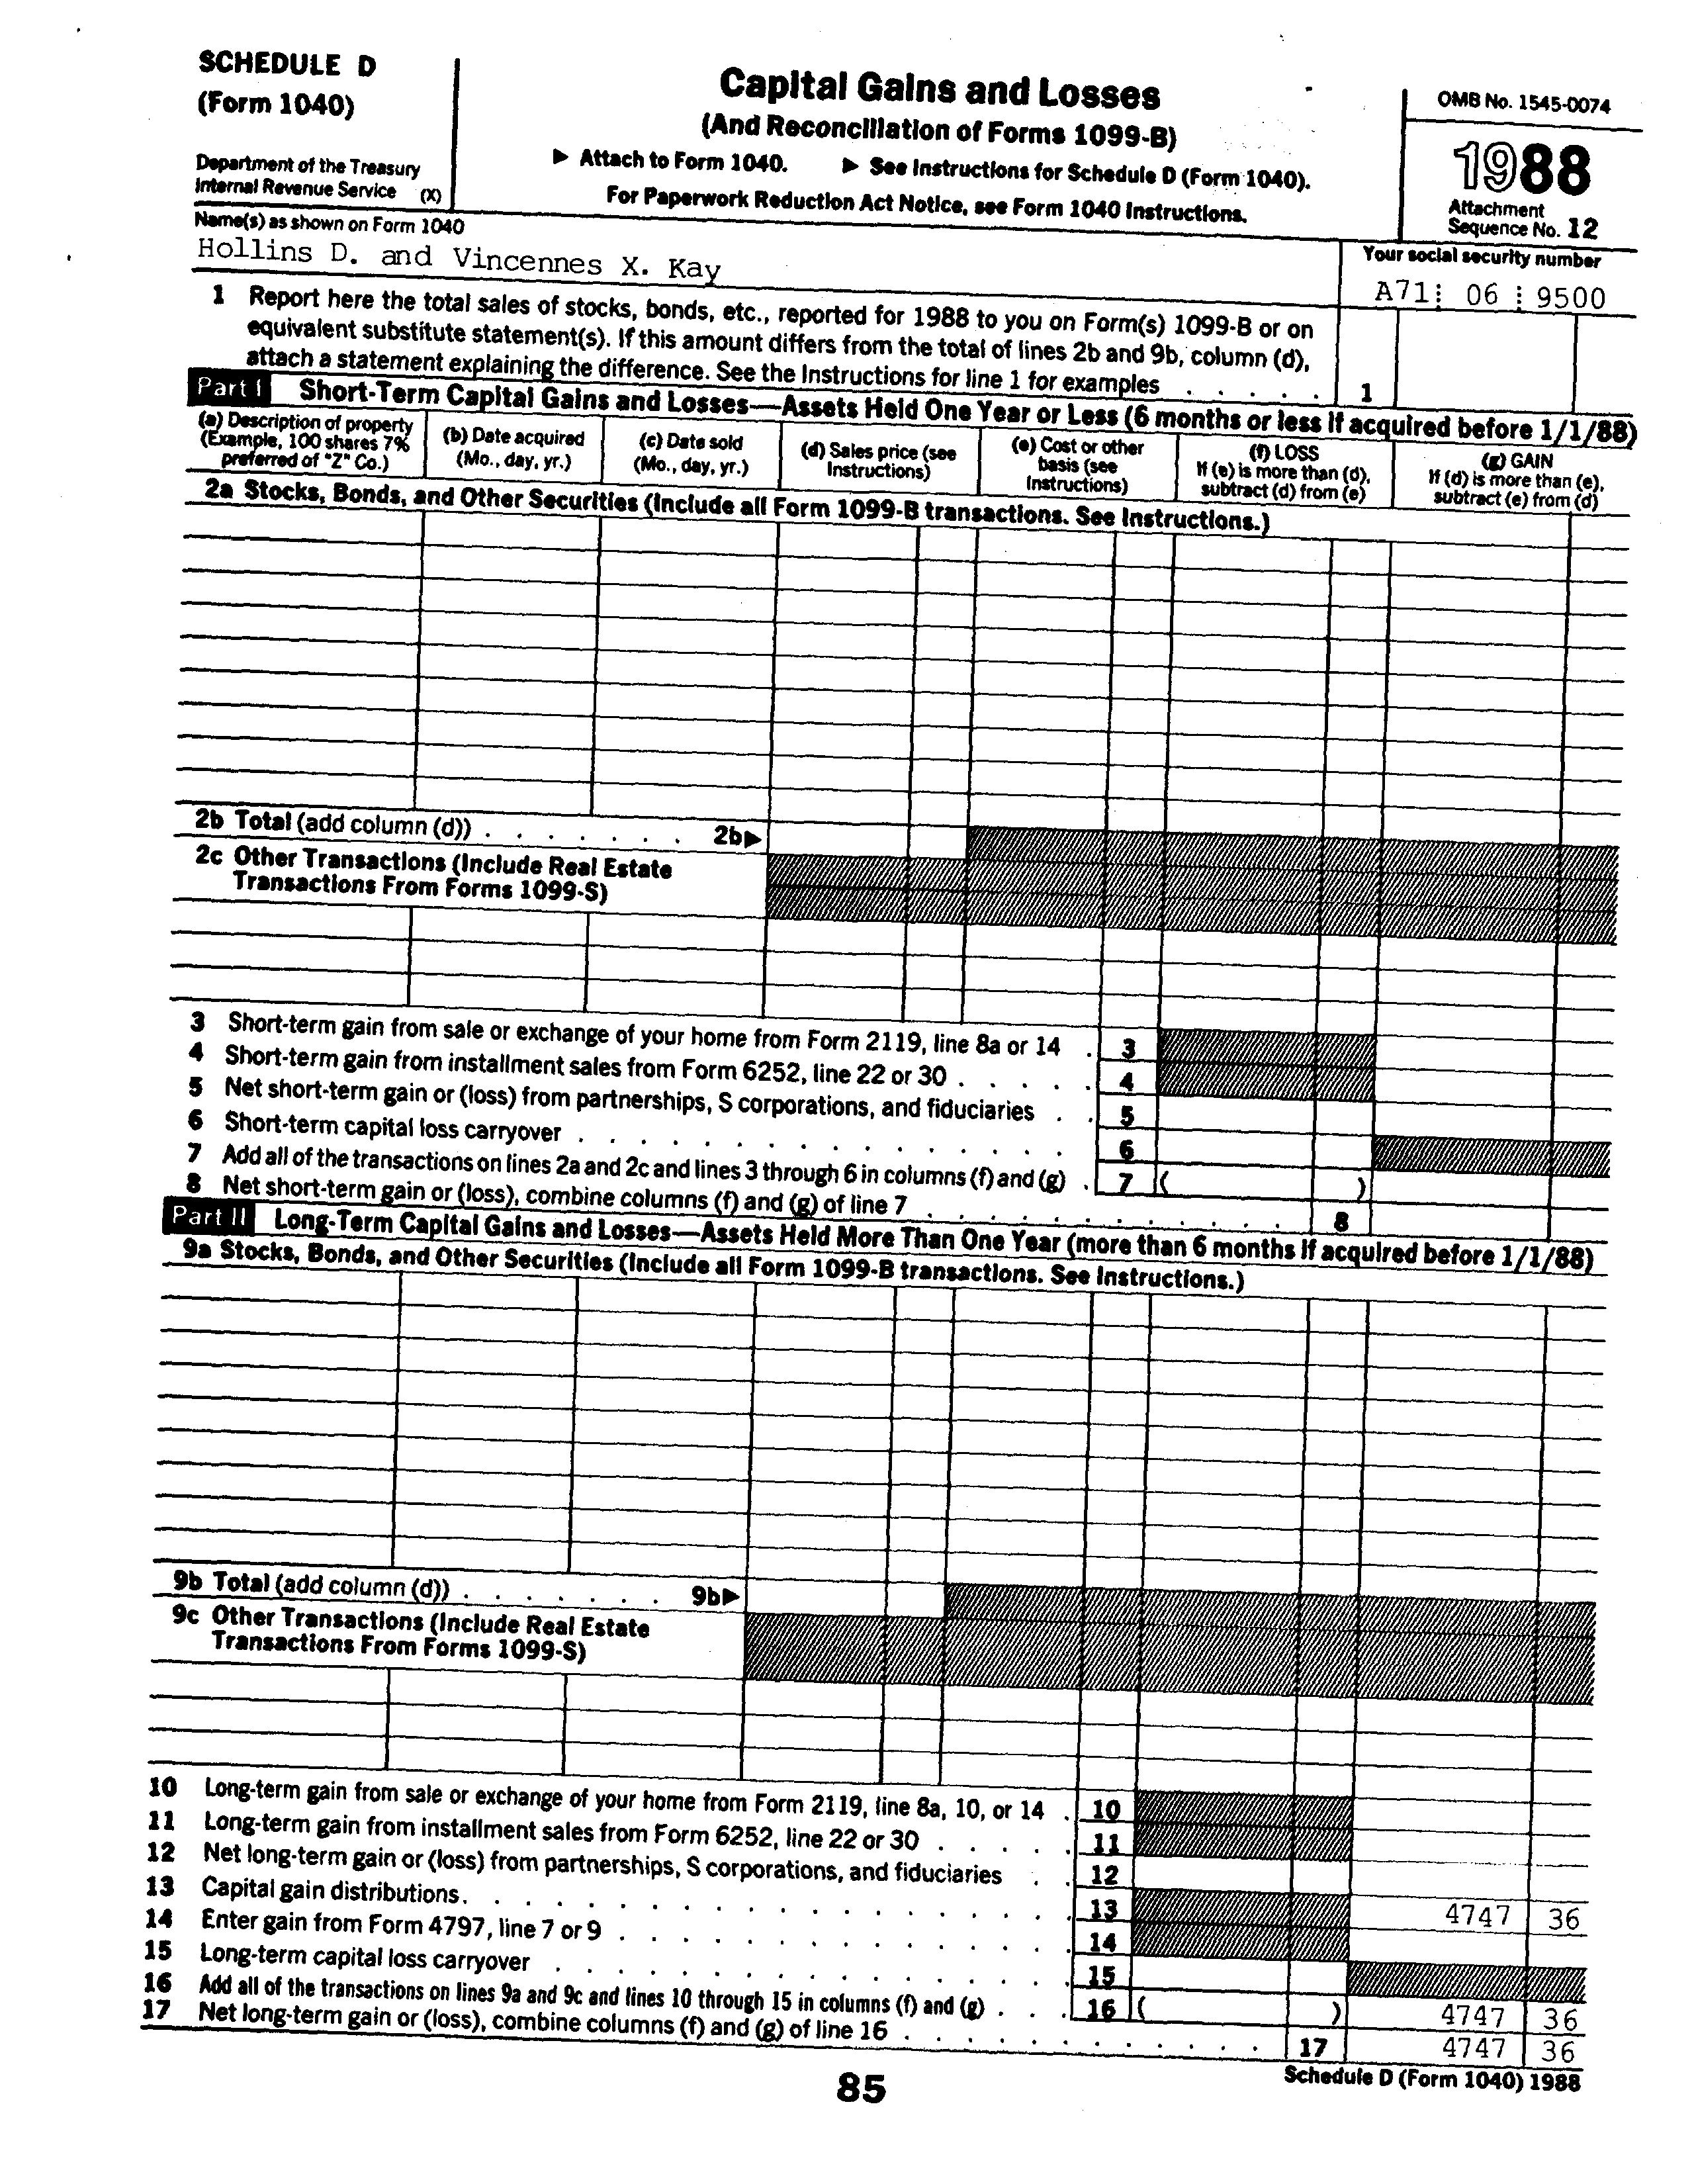 SCHEDULE D
(Form 1040)
Department of the Treasury
Internal Revenue Service (X)
Capital Gains and Losses
(And Reconciliation of Forms 1099-B)
▶ Attach to Form 1040. ▶ See Instructions for Schedule D (Form 1040).
For Paperwork Reduction Act Notice, see Form 1040 Instructions.
OMB No. 1545-0074
1988
Attachment
Sequence No. 12
Name(s) as shown on Form 1040
Hollins D. and Vincennes X. Kay
Your social security number
A71 06 9500
1 Report here the total sales of stocks, bonds, etc., reported for 1988 to you on Form(s) 1099-B or on
equivalent substitute statement(s). If this amount differs from the total of lines 2b and 9b, column (d),
attach a statement explaining the difference. See the Instructions for line 1 for examples . . . . . 1
Part I Short-Term Capital Gains and Losses—Assets Held One Year or Less (6 months or less if acquired before 1/1/88)
(a) Description of property
(Example, 100 shares 7%
preferred of "Z" Co.)
(b) Date acquired
(Mo., day, yr.)
(c) Date sold
(Mo., day, yr.)
(d) Sales price (see
Instructions)
(e) Cost or other
basis (see
Instructions)
(f) LOSS
If (e) is more than (d),
subtract (d) from (e)
(g) GAIN
If (d) is more than (e),
subtract (e) from (d)
2a Stocks, Bonds, and Other Securities (Include all Form 1099-B transactions. See Instructions.)
2b Total (add column (d)) . . . . . . . 2b▶
2c Other Transactions (Include Real Estate
Transactions From Forms 1099-S)
3 Short-term gain from sale or exchange of your home from Form 2119, line 8a or 14 . 3
4 Short-term gain from installment sales from Form 6252, line 22 or 30 . . . . . 4
5 Net short-term gain or (loss) from partnerships, S corporations, and fiduciaries . . 5
6 Short-term capital loss carryover . . . . . . . . . . . . . . . 6
7 Add all of the transactions on lines 2a and 2c and lines 3 through 6 in columns (f) and (g) . 7 ( )
8 Net short-term gain or (loss), combine columns (f) and (g) of line 7 . . . . . . . . . . . . 8
Part II Long-Term Capital Gains and Losses—Assets Held More Than One Year (more than 6 months if acquired before 1/1/88)
9a Stocks, Bonds, and Other Securities (Include all Form 1099-B transactions. See Instructions.)
9b Total (add column (d)) . . . . . . . 9b▶
9c Other Transactions (Include Real Estate
Transactions From Forms 1099-S)
10 Long-term gain from sale or exchange of your home from Form 2119, line 8a, 10, or 14 . 10
11 Long-term gain from installment sales from Form 6252, line 22 or 30 . . . . . 11
12 Net long-term gain or (loss) from partnerships, S corporations, and fiduciaries . . 12
13 Capital gain distributions. . . . . . . . . . . . . . . . . . . 13 4747 36
14 Enter gain from Form 4797, line 7 or 9 . . . . . . . . . . . . . 14
15 Long-term capital loss carryover . . . . . . . . . . . . . . . . 15
16 Add all of the transactions on lines 9a and 9c and lines 10 through 15 in columns (f) and (g) . . . 16 ( ) 4747 36
17 Net long-term gain or (loss), combine columns (f) and (g) of line 16 . . . . . . . . . . . . . 17 4747 36
Schedule D (Form 1040) 1988
85